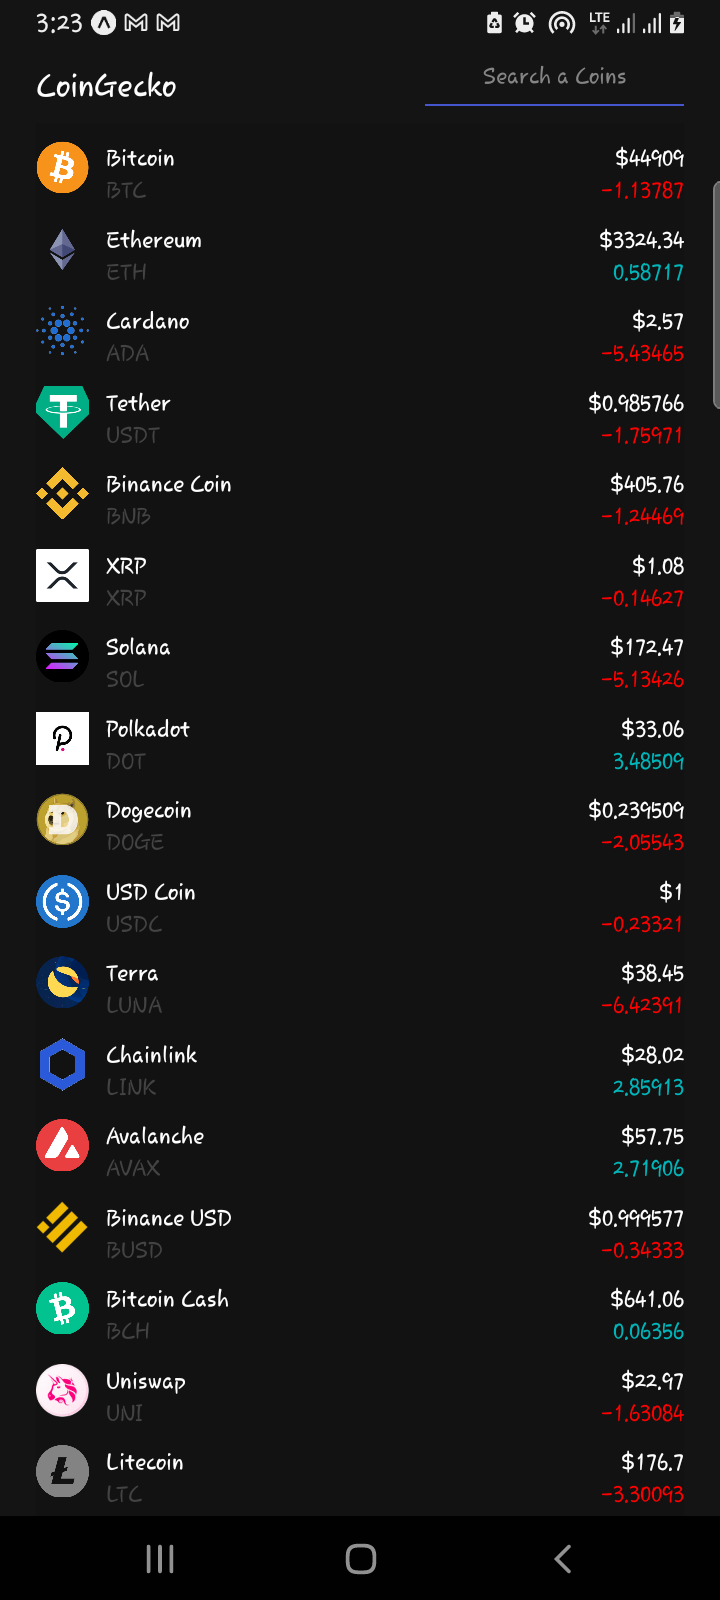 3:23
LTE
CoinGecko
Search a Coins
Bitcoin $44909
BTC -1.13787
Ethereum $3324.34
ETH 0.58717
Cardano $2.57
ADA -5.43465
Tether $0.985766
USDT -1.75971
Binance Coin $405.76
BNB -1.24469
XRP $1.08
XRP -0.14627
Solana $172.47
SOL -5.13426
Polkadot $33.06
DOT 3.48509
Dogecoin $0.239509
DOGE -2.05543
USD Coin $1
USDC -0.23321
Terra $38.45
LUNA -6.42391
Chainlink $28.02
LINK 2.85913
Avalanche $57.75
AVAX 2.71906
Binance USD $0.999577
BUSD -0.34333
Bitcoin Cash $641.06
BCH 0.06356
Uniswap $22.97
UNI -1.63084
Litecoin $176.7
LTC -3.30093